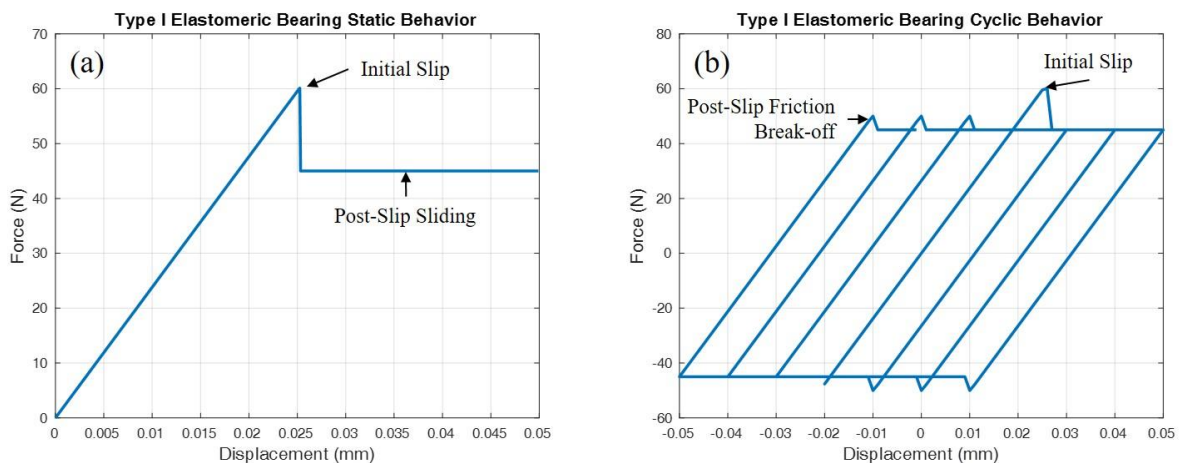 Type I Elastomeric Bearing Static Behavior
(a)
Initial Slip
Post-Slip Sliding
Force (N)
70
60
50
40
30
20
10
0
0 0.005 0.01 0.015 0.02 0.025 0.03 0.035 0.04 0.045 0.05
Displacement (mm)
Type I Elastomeric Bearing Cyclic Behavior
(b)
Initial Slip
Post-Slip Friction
Break-off
Force (N)
80
60
40
20
0
-20
-40
-60
-0.05 -0.04 -0.03 -0.02 -0.01 0 0.01 0.02 0.03 0.04 0.05
Displacement (mm)